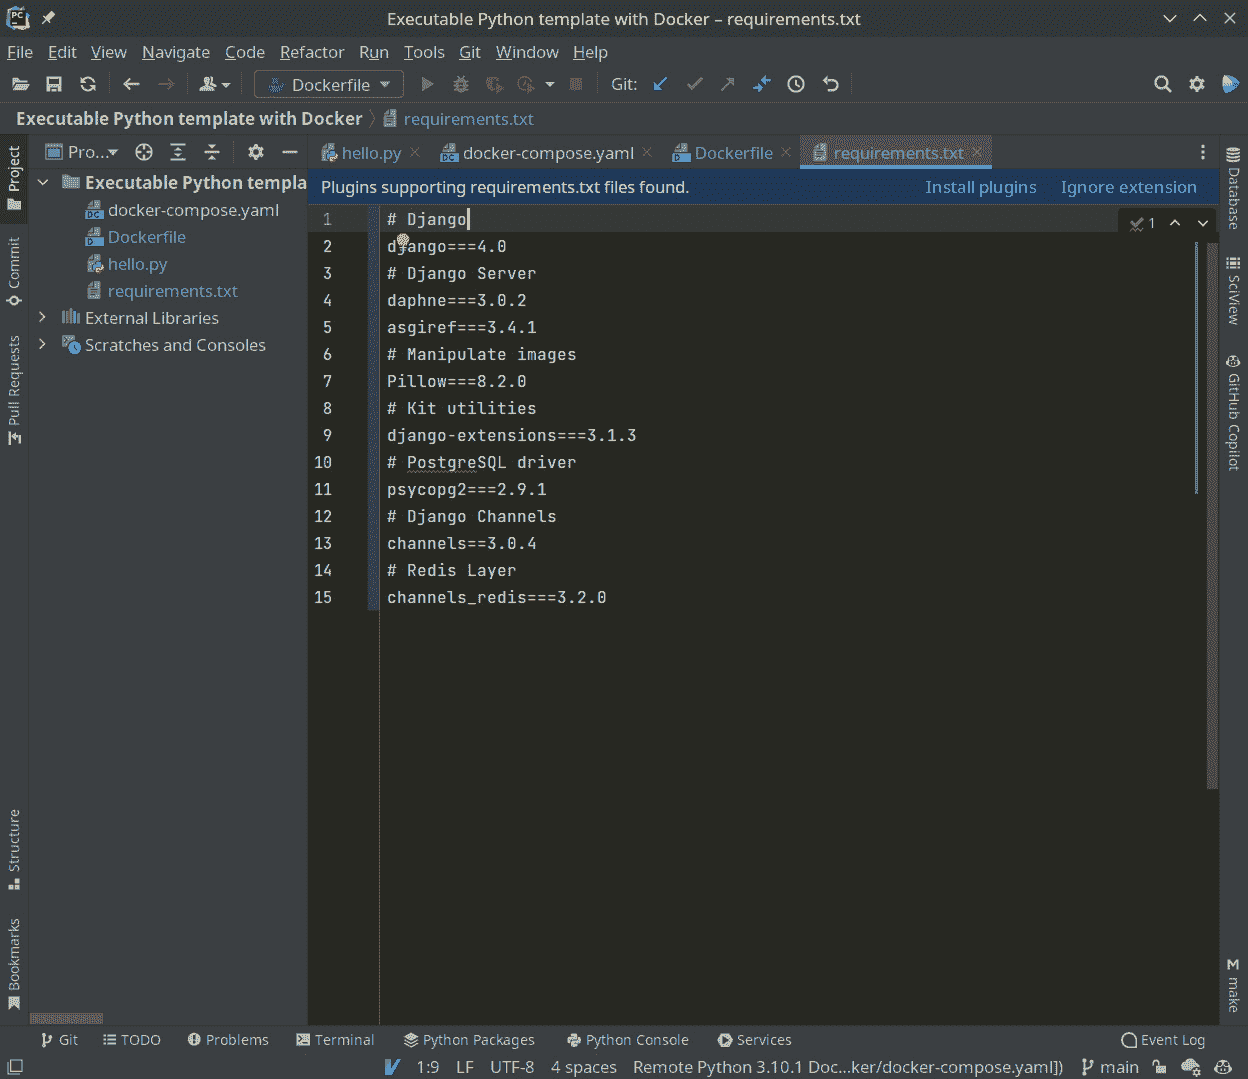 PC
Executable Python template with Docker – requirements.txt
File Edit View Navigate Code Refactor Run Tools Git Window Help
Dockerfile Git:
Executable Python template with Docker requirements.txt
Project
Commit
Pull Requests
Structure
Bookmarks
Pro...
Executable Python templa
DC docker-compose.yaml
Dockerfile
hello.py
requirements.txt
External Libraries
Scratches and Consoles
hello.py DC docker-compose.yaml Dockerfile requirements.txt
Plugins supporting requirements.txt files found. Install plugins Ignore extension
1
1 # Django
2 django===4.0
3 # Django Server
4 daphne===3.0.2
5 asgiref===3.4.1
6 # Manipulate images
7 Pillow===8.2.0
8 # Kit utilities
9 django-extensions===3.1.3
10 # PostgreSQL driver
11 psycopg2===2.9.1
12 # Django Channels
13 channels==3.0.4
14 # Redis Layer
15 channels_redis===3.2.0
Database
SciView
GitHub Copilot
M make
Git TODO Problems Terminal Python Packages Python Console Services Event Log
V 1:9 LF UTF-8 4 spaces Remote Python 3.10.1 Doc...ker/docker-compose.yaml]) main